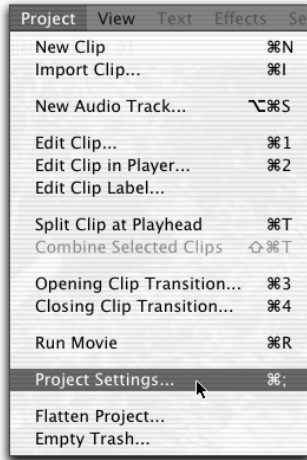 Project View Text Effects Se
New Clip ⌘N
Import Clip... ⌘I
New Audio Track... ⌥⌘S
Edit Clip... ⌘1
Edit Clip in Player... ⌘2
Edit Clip Label...
Split Clip at Playhead ⌘T
Combine Selected Clips ⇧⌘T
Opening Clip Transition... ⌘3
Closing Clip Transition... ⌘4
Run Movie ⌘R
Project Settings... ⌘;
Flatten Project...
Empty Trash...